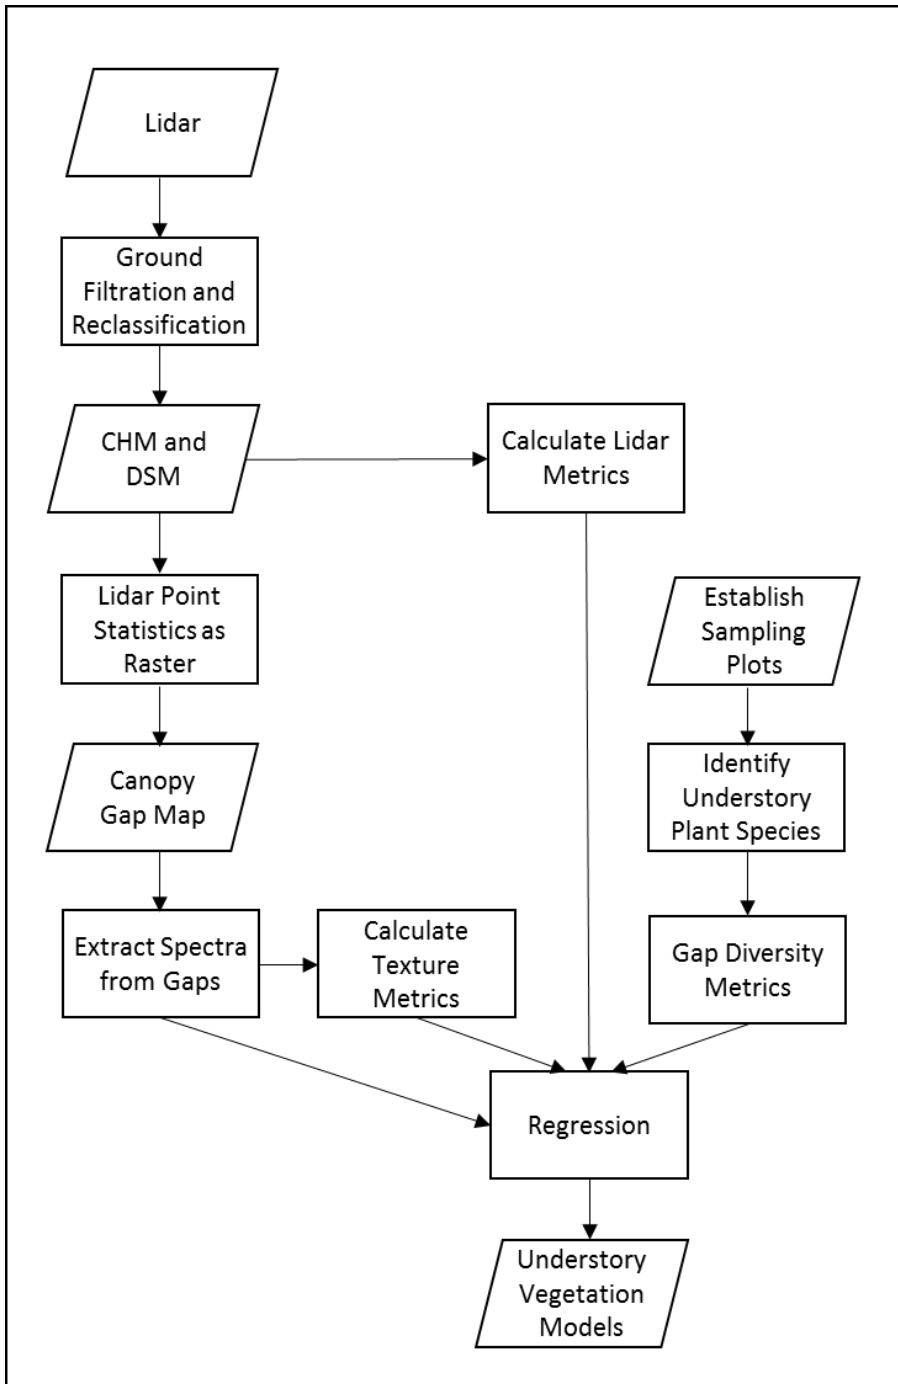 Lidar
Ground
Filtration and
Reclassification
CHM and
DSM
Calculate Lidar
Metrics
Lidar Point
Statistics as
Raster
Establish
Sampling
Plots
Canopy
Gap Map
Identify
Understory
Plant Species
Extract Spectra
from Gaps
Calculate
Texture
Metrics
Gap Diversity
Metrics
Regression
Understory
Vegetation
Models